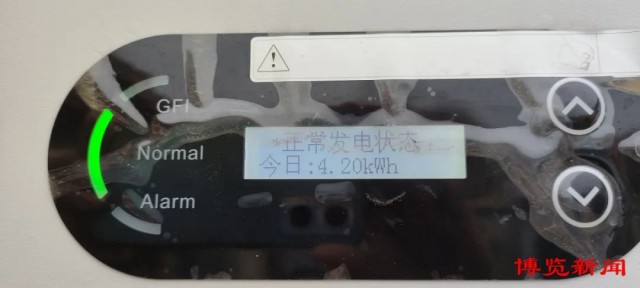 GFI
Normal
Alarm
正常发电状态
今日:4.20kWh
博览新闻